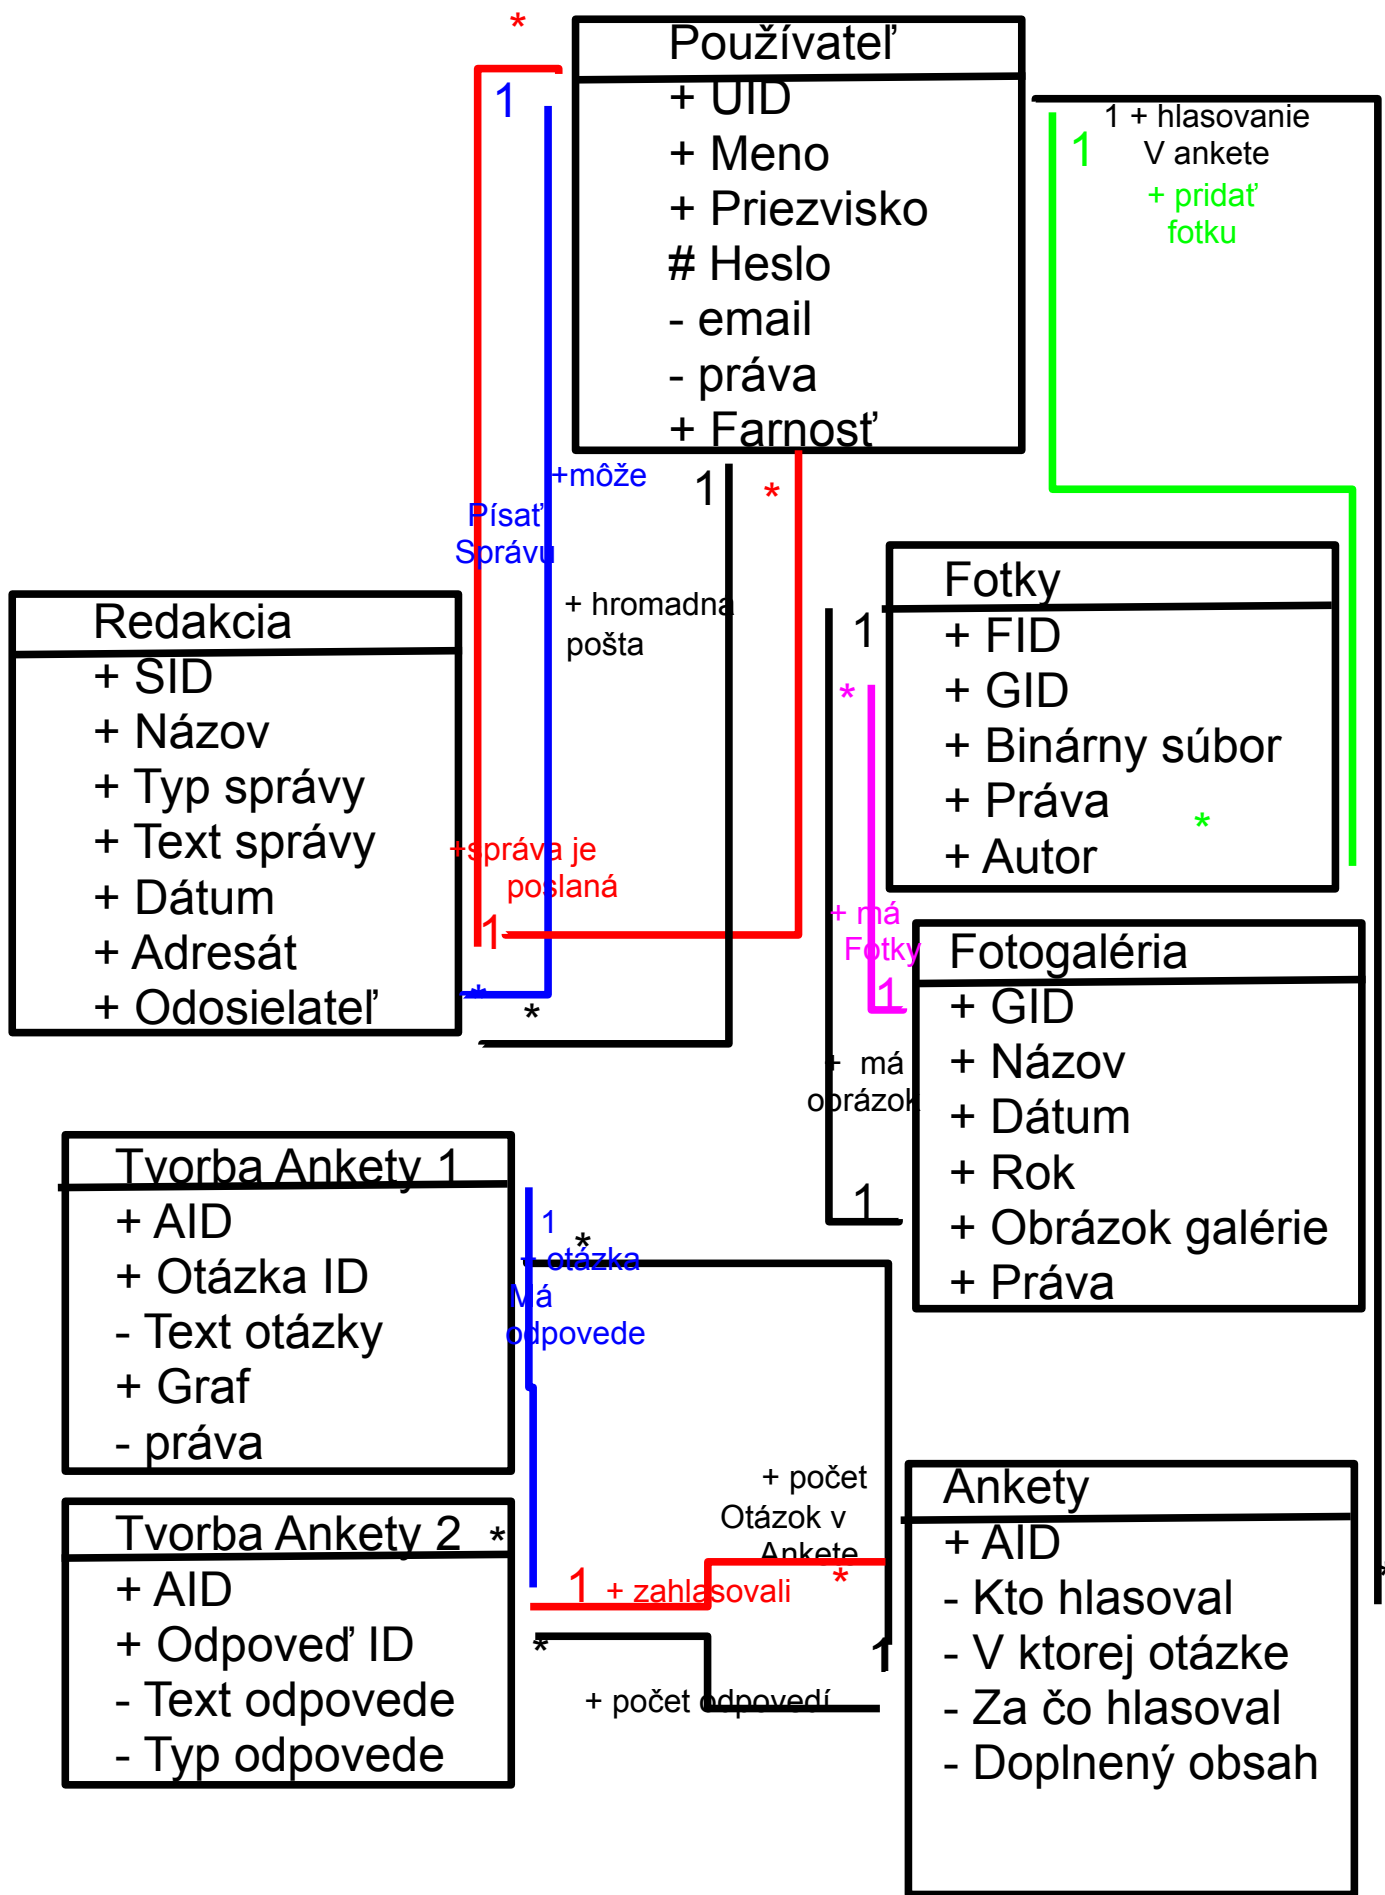 *
Používateľ
+ UID
+ Meno
+ Priezvisko
# Heslo
- email
- práva
+ Farnosť
1
1 + hlasovanie
V ankete
1
+ pridať
fotku
+môže
Písať
Správu
1
*
+ hromadna
pošta
Redakcia
+ SID
+ Názov
+ Typ správy
+ Text správy
+ Dátum
+ Adresát
+ Odosielateľ
+správa je
poslaná
1
*
*
Fotky
+ FID
+ GID
+ Binárny súbor
+ Práva
+ Autor
*
1
*
+ má
Fotky
1
Fotogaléria
+ GID
+ Názov
+ Dátum
+ Rok
+ Obrázok galérie
+ Práva
+ má
obrázok
1
Tvorba Ankety 1
+ AID
+ Otázka ID
- Text otázky
+ Graf
- práva
1
*
+ otázka
Má
odpovede
Tvorba Ankety 2
*
+ AID
+ Odpoveď ID
- Text odpovede
- Typ odpovede
+ počet
Otázok v
Ankete
1 + zahlasovali
*
*
1
+ počet odpovedí
Ankety
+ AID
- Kto hlasoval
- V ktorej otázke
- Za čo hlasoval
- Doplnený obsah
*